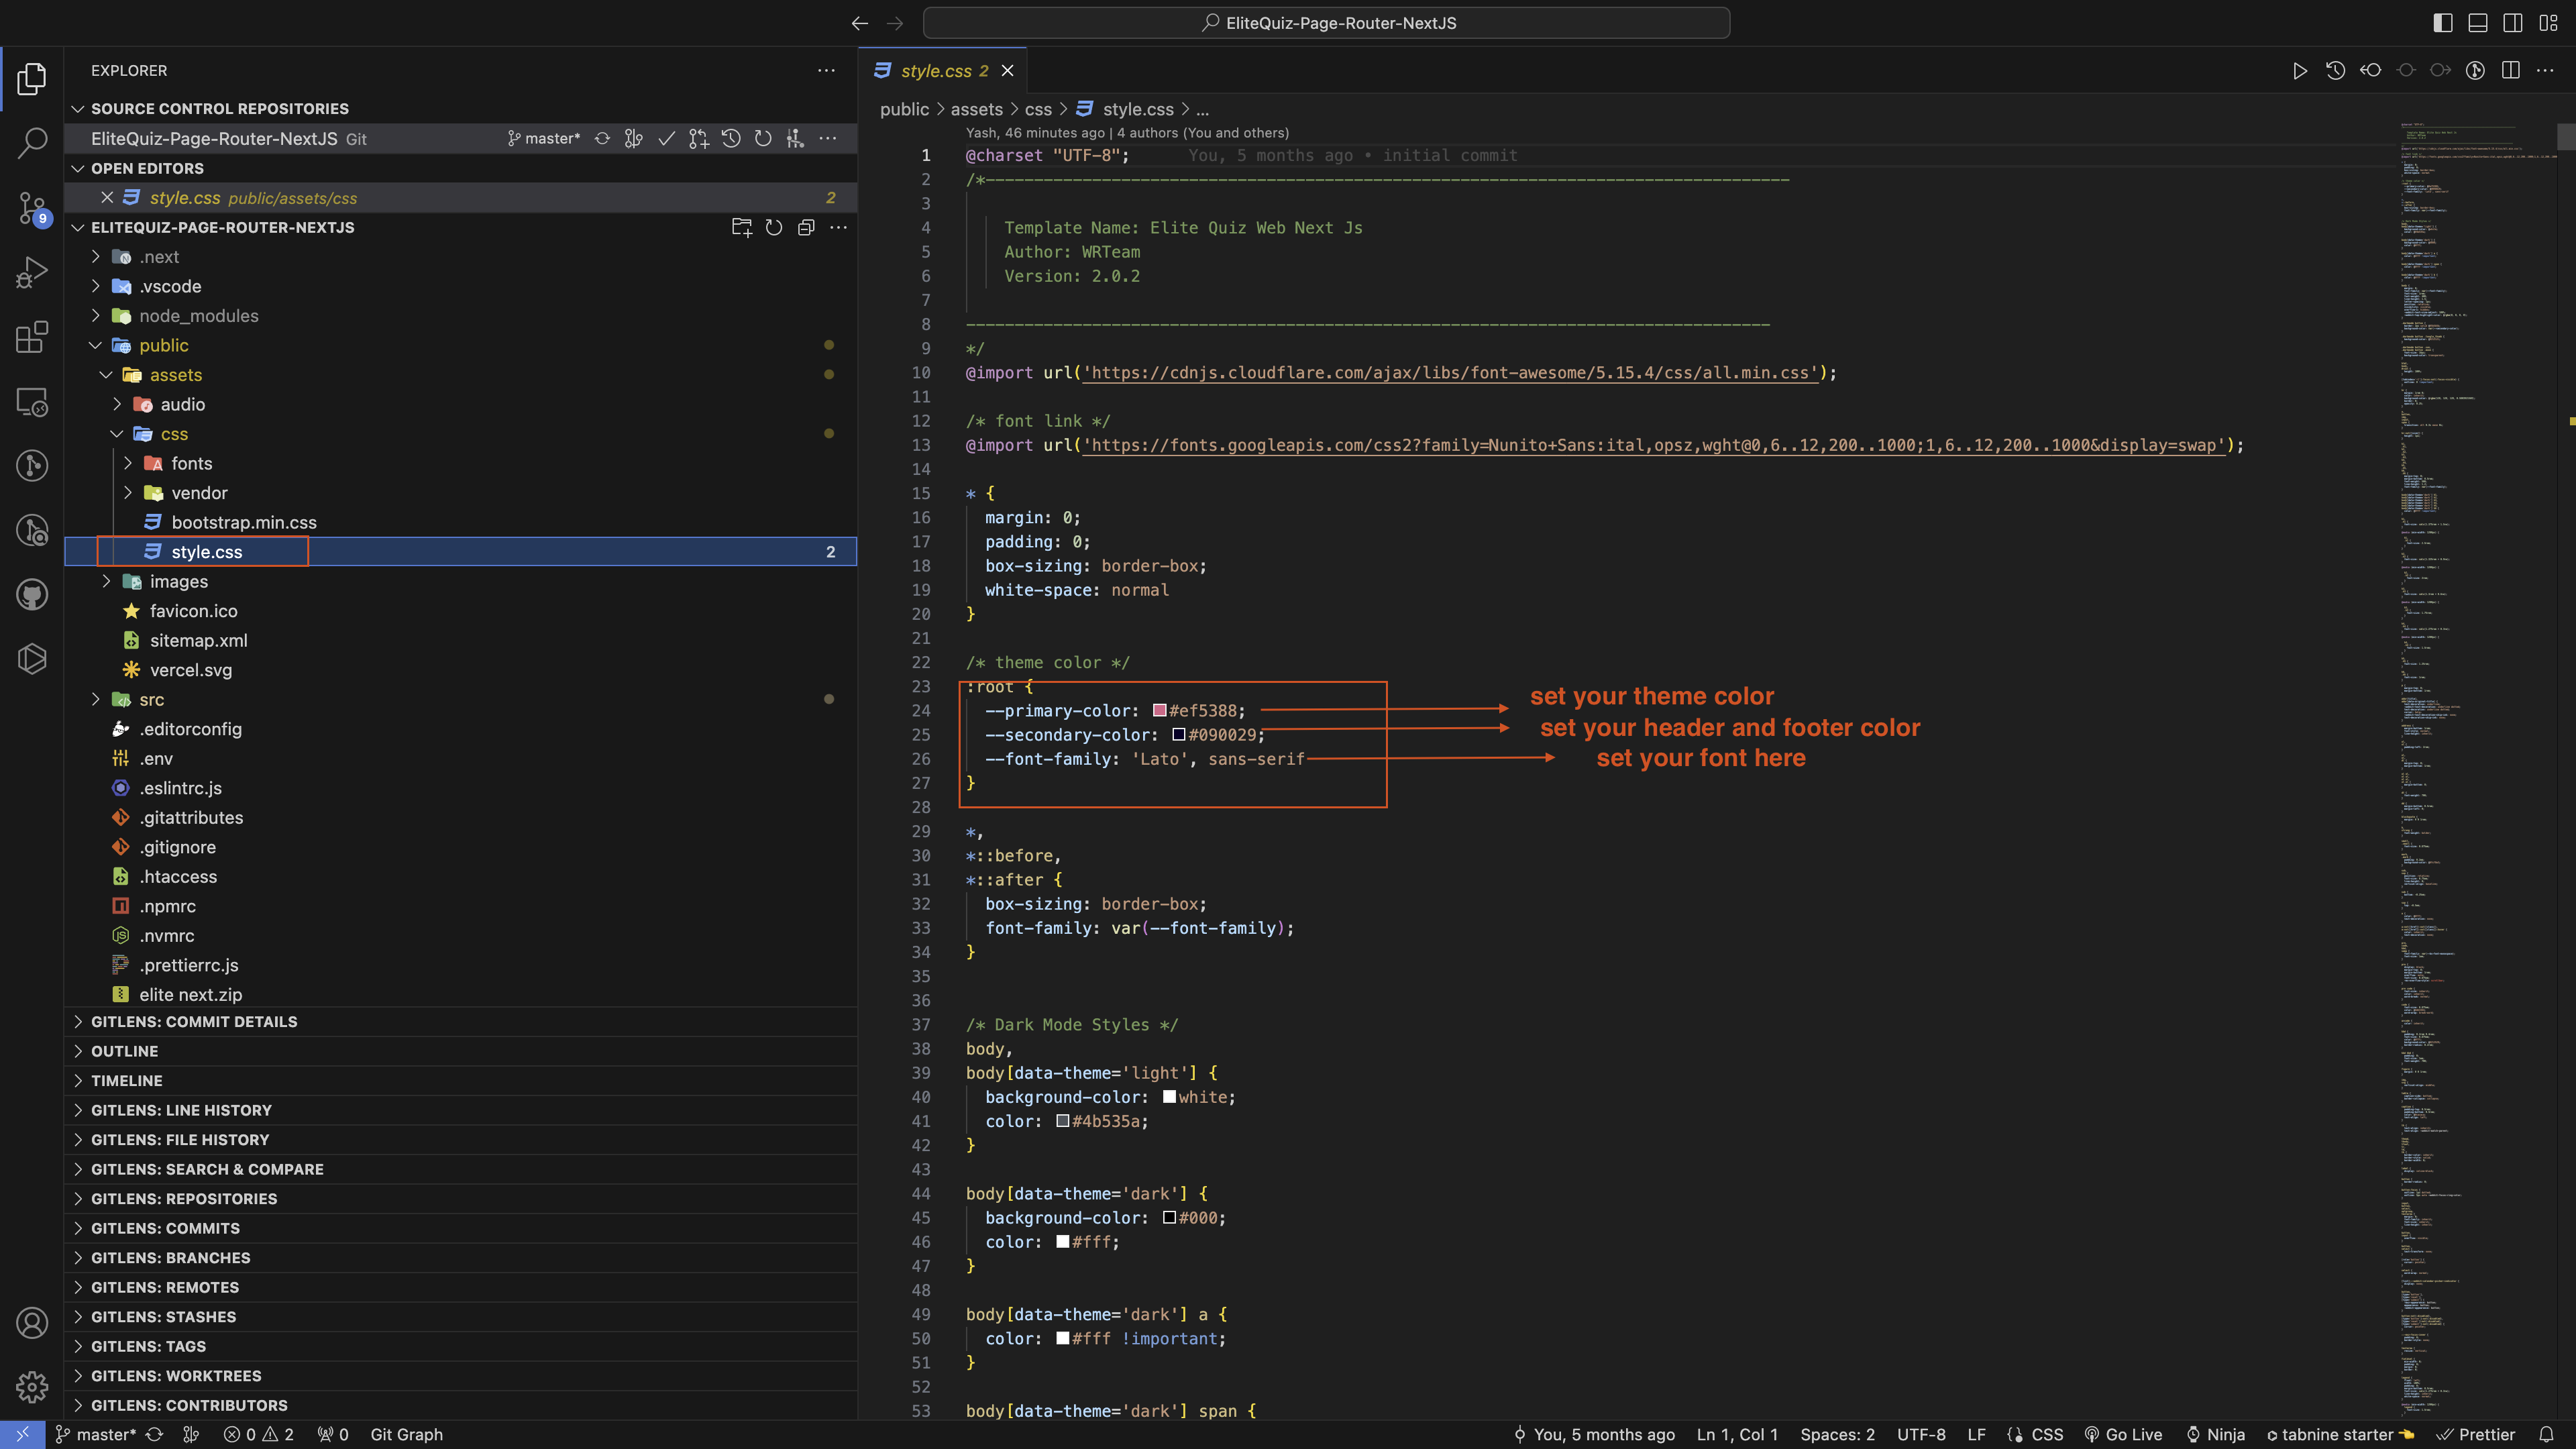 EliteQuiz-Page-Router-NextJS
EXPLORER
SOURCE CONTROL REPOSITORIES
EliteQuiz-Page-Router-NextJS Git master*
OPEN EDITORS
style.css public/assets/css 2
ELITEQUIZ-PAGE-ROUTER-NEXTJS
.next
.vscode
node_modules
public
assets
audio
css
fonts
vendor
bootstrap.min.css
style.css 2
images
favicon.ico
sitemap.xml
vercel.svg
src
.editorconfig
.env
.eslintrc.js
.gitattributes
.gitignore
.htaccess
.npmrc
.nvmrc
.prettierrc.js
elite next.zip
GITLENS: COMMIT DETAILS
OUTLINE
TIMELINE
GITLENS: LINE HISTORY
GITLENS: FILE HISTORY
GITLENS: SEARCH & COMPARE
GITLENS: REPOSITORIES
GITLENS: COMMITS
GITLENS: BRANCHES
GITLENS: REMOTES
GITLENS: STASHES
GITLENS: TAGS
GITLENS: WORKTREES
GITLENS: CONTRIBUTORS
9
style.css 2
public > assets > css > style.css > ...
Yash, 46 minutes ago | 4 authors (You and others)
1 @charset "UTF-8"; You, 5 months ago • initial commit
2 /*-----------------------------------------------------------------------------------
3
4 Template Name: Elite Quiz Web Next Js
5 Author: WRTeam
6 Version: 2.0.2
7
8 -----------------------------------------------------------------------------------
9 */
10 @import url('https://cdnjs.cloudflare.com/ajax/libs/font-awesome/5.15.4/css/all.min.css');
11
12 /* font link */
13 @import url('https://fonts.googleapis.com/css2?family=Nunito+Sans:ital,opsz,wght@0,6..12,200..1000;1,6..12,200..1000&display=swap');
14
15 * {
16 margin: 0;
17 padding: 0;
18 box-sizing: border-box;
19 white-space: normal
20 }
21
22 /* theme color */
23 :root {
24 --primary-color: #ef5388; set your theme color
25 --secondary-color: #090029; set your header and footer color
26 --font-family: 'Lato', sans-serif set your font here
27 }
28
29 *,
30 *::before,
31 *::after {
32 box-sizing: border-box;
33 font-family: var(--font-family);
34 }
35
36
37 /* Dark Mode Styles */
38 body,
39 body[data-theme='light'] {
40 background-color: white;
41 color: #4b535a;
42 }
43
44 body[data-theme='dark'] {
45 background-color: #000;
46 color: #fff;
47 }
48
49 body[data-theme='dark'] a {
50 color: #fff !important;
51 }
52
53 body[data-theme='dark'] span {
master* 0 2 0 Git Graph You, 5 months ago Ln 1, Col 1 Spaces: 2 UTF-8 LF CSS Go Live Ninja tabnine starter Prettier